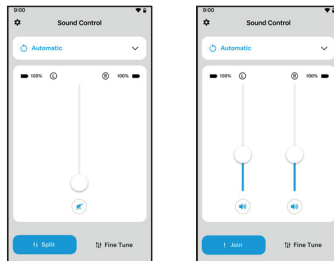 9:00
Sound Control
Automatic
100% L R 100%
Split Fine Tune
9:00
Sound Control
Automatic
100% L R 100%
Join Fine Tune